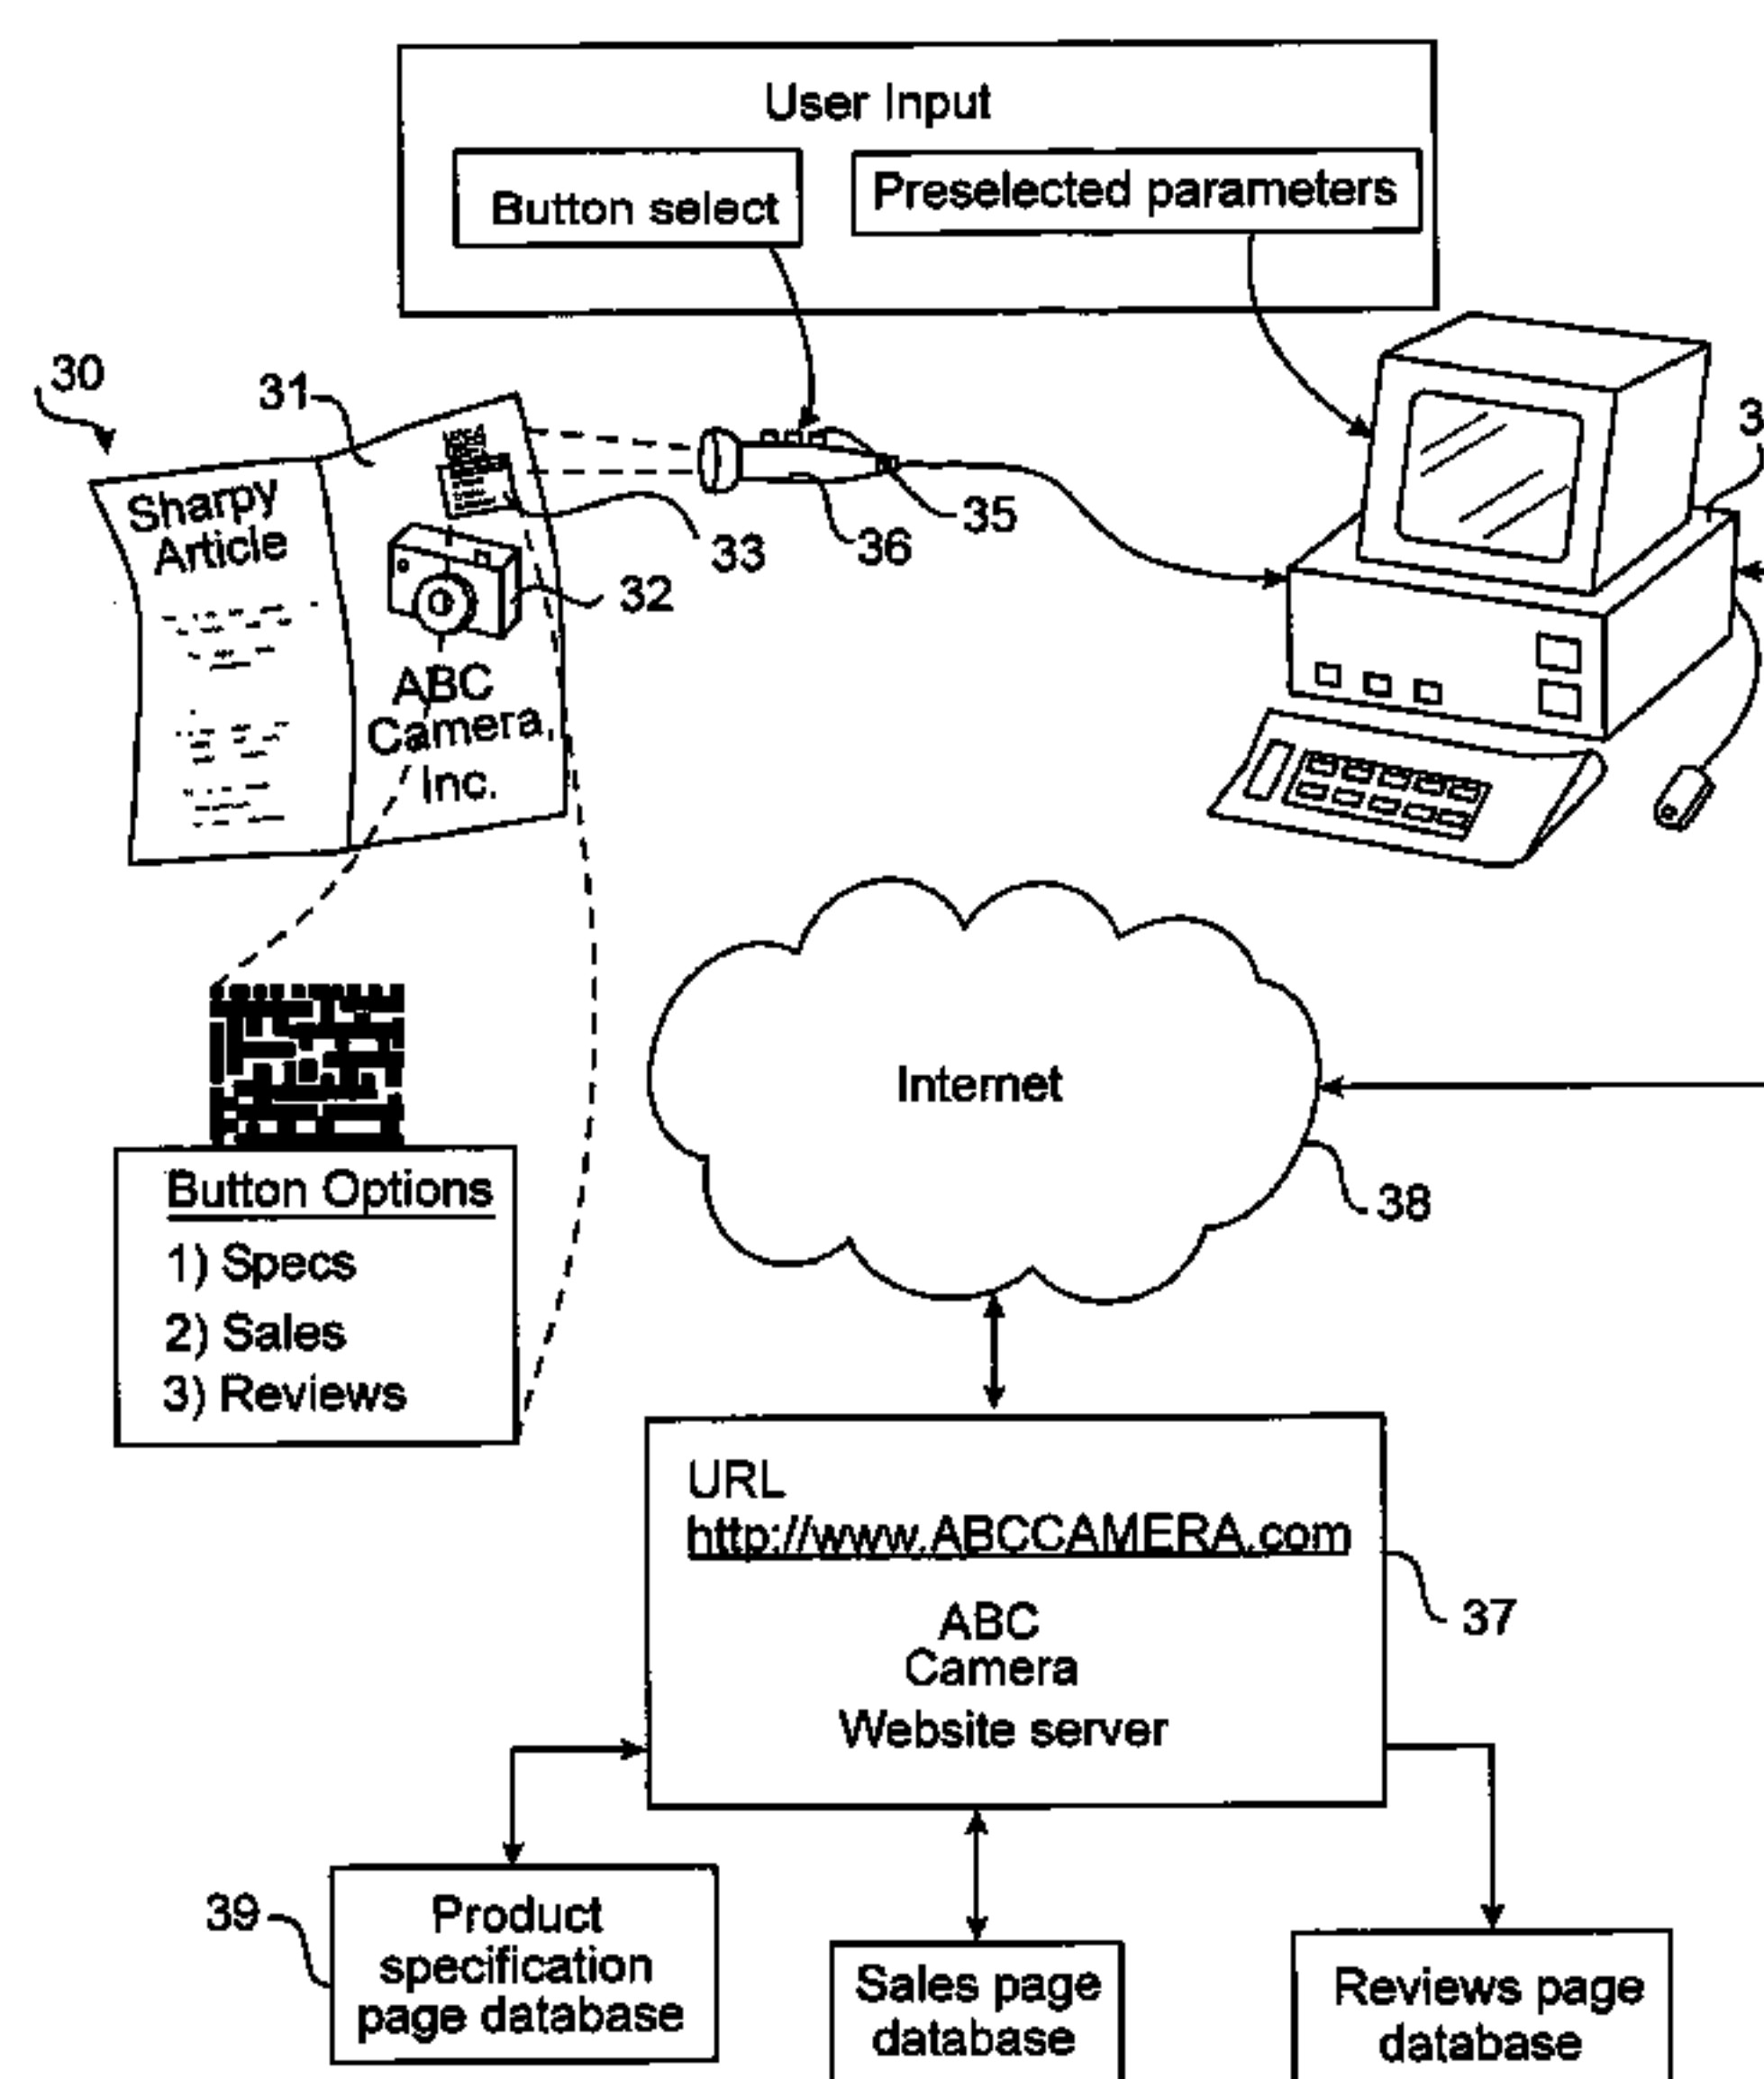 User Input
Button select
Preselected parameters
30
31
Sharpy
Article
33
36
35
32
ABC
Camera,
Inc.
3
Internet
38
Button Options
1) Specs
2) Sales
3) Reviews
URL
http://www.ABCCAMERA.com
37
ABC
Camera
Website server
39
Product
specification
page database
Sales page
database
Reviews page
database